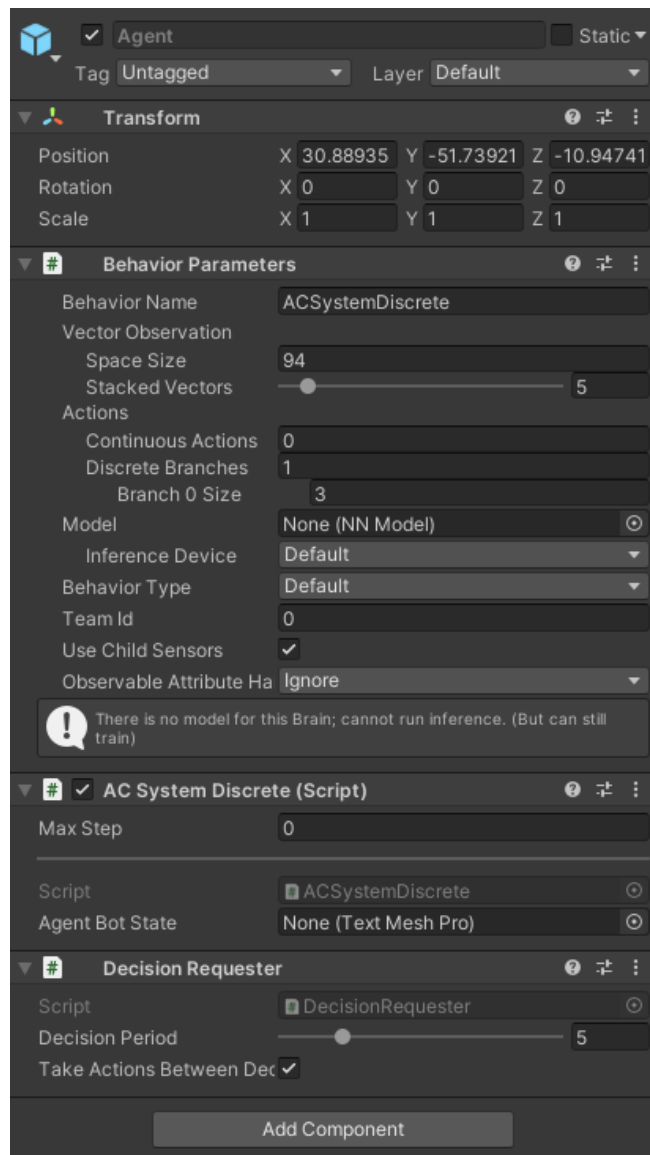 Agent Static
Tag Untagged Layer Default
Transform
Position X 30.88935 Y -51.73921 Z -10.94741
Rotation X 0 Y 0 Z 0
Scale X 1 Y 1 Z 1
# Behavior Parameters
Behavior Name ACSystemDiscrete
Vector Observation
Space Size 94
Stacked Vectors 5
Actions
Continuous Actions 0
Discrete Branches 1
Branch 0 Size 3
Model None (NN Model)
Inference Device Default
Behavior Type Default
Team Id 0
Use Child Sensors
Observable Attribute Ha Ignore
There is no model for this Brain; cannot run inference. (But can still
train)
# AC System Discrete (Script)
Max Step 0
Script # ACSystemDiscrete
Agent Bot State None (Text Mesh Pro)
# Decision Requester
Script # DecisionRequester
Decision Period 5
Take Actions Between Dec
Add Component